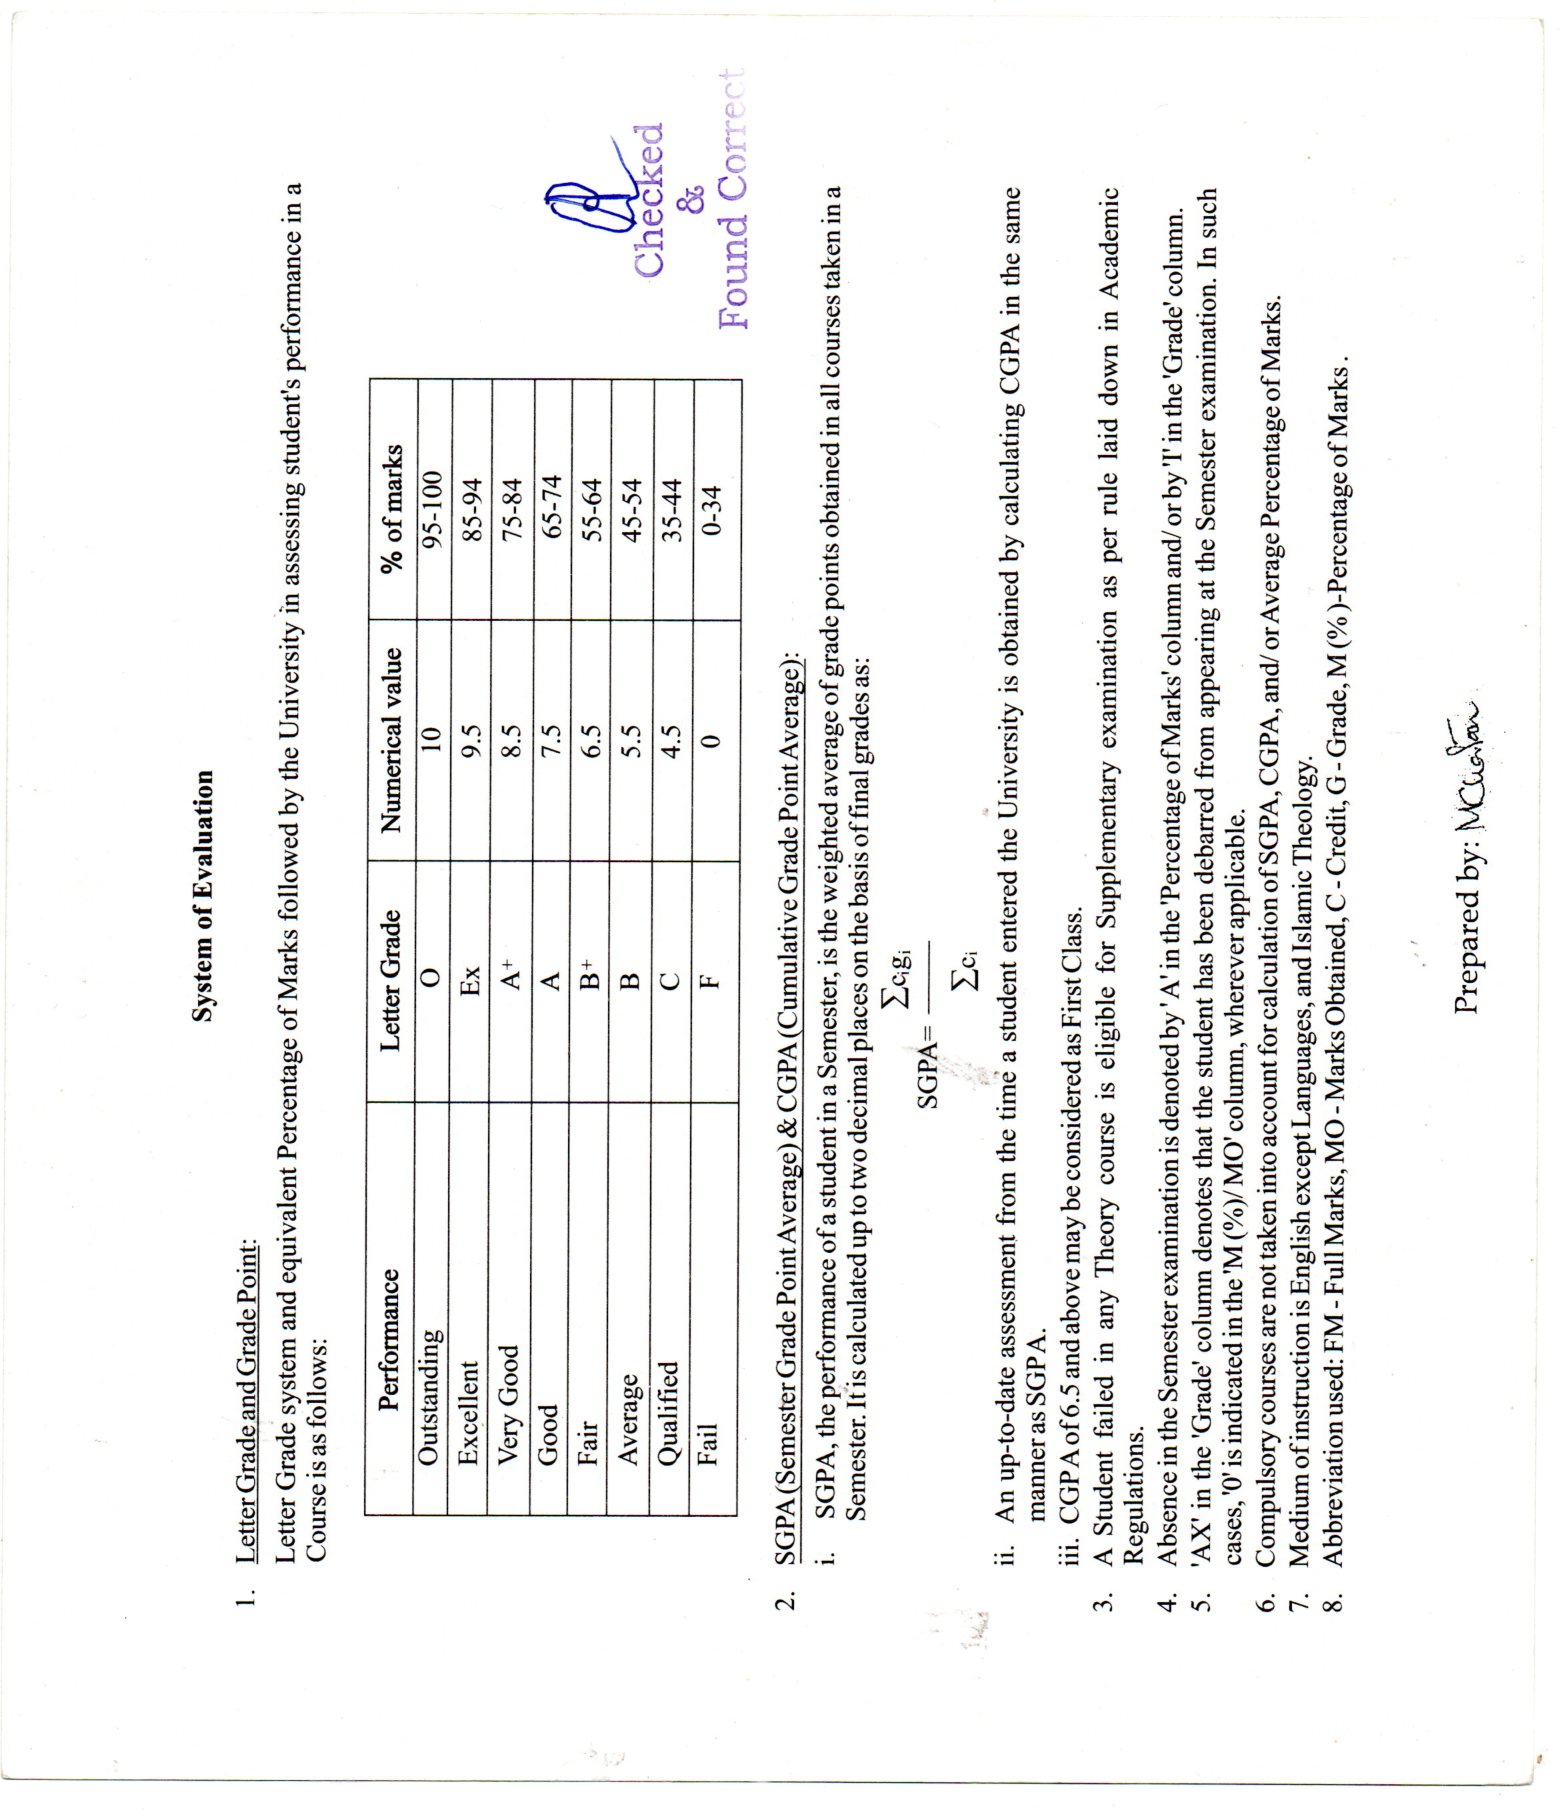 System of Evaluation
1. Letter Grade and Grade Point:
Letter Grade system and equivalent Percentage of Marks followed by the University in assessing student's performance in a
Course is as follows:
Performance Letter Grade Numerical value % of marks
Outstanding O 10 95-100
Excellent Ex 9.5 85-94
Very Good A+ 8.5 75-84
Good A 7.5 65-74
Fair B+ 6.5 55-64
Average B 5.5 45-54
Qualified C 4.5 35-44
Fail F 0 0-34
Checked
&
Found Correct
2. SGPA (Semester Grade Point Average) & CGPA (Cumulative Grade Point Average):
i. SGPA, the performance of a student in a Semester, is the weighted average of grade points obtained in all courses taken in a
Semester. It is calculated up to two decimal places on the basis of final grades as:
∑cigi
SGPA= ———
∑ci
ii. An up-to-date assessment from the time a student entered the University is obtained by calculating CGPA in the same
manner as SGPA.
iii. CGPA of 6.5 and above may be considered as First Class.
3. A Student failed in any Theory course is eligible for Supplementary examination as per rule laid down in Academic
Regulations.
4. Absence in the Semester examination is denoted by 'A' in the 'Percentage of Marks' column and/ or by 'I' in the 'Grade' column.
5. 'AX' in the 'Grade' column denotes that the student has been debarred from appearing at the Semester examination. In such
cases, '0' is indicated in the 'M (%)/ MO' column, wherever applicable.
6. Compulsory courses are not taken into account for calculation of SGPA, CGPA, and/ or Average Percentage of Marks.
7. Medium of instruction is English except Languages, and Islamic Theology.
8. Abbreviation used: FM - Full Marks, MO - Marks Obtained, C - Credit, G - Grade, M (%)-Percentage of Marks.
Prepared by: